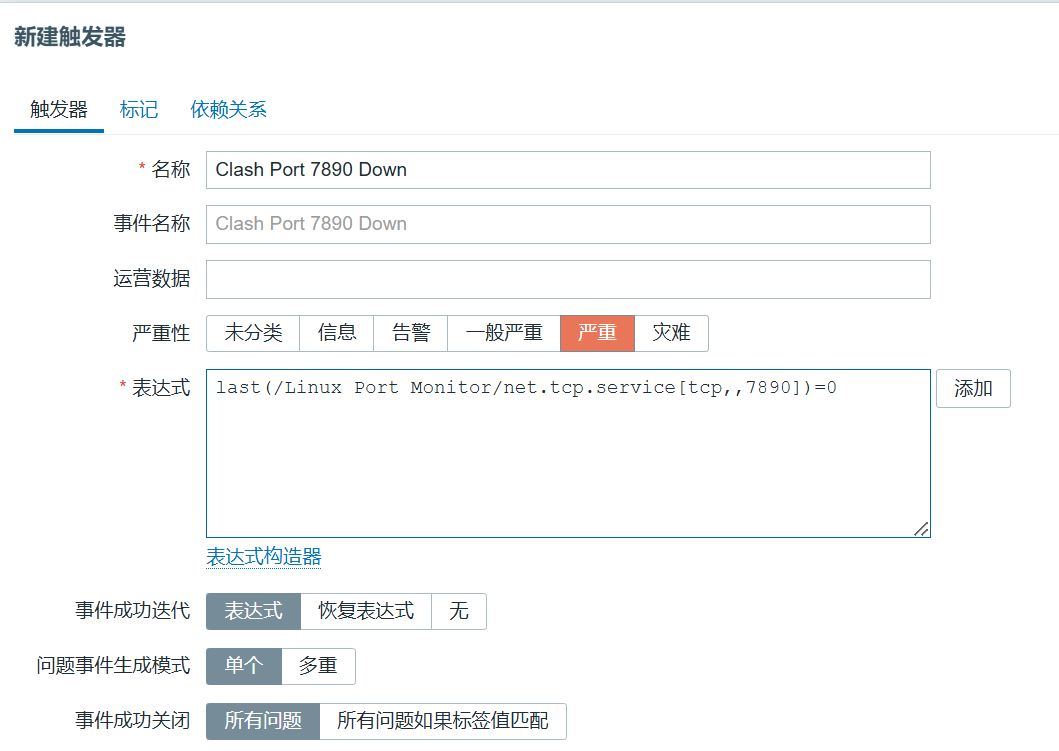 新建触发器
触发器 标记 依赖关系
* 名称 Clash Port 7890 Down
事件名称 Clash Port 7890 Down
运营数据
严重性 未分类 信息 告警 一般严重 严重 灾难
* 表达式 last(/Linux Port Monitor/net.tcp.service[tcp,,7890])=0 添加
表达式构造器
事件成功迭代 表达式 恢复表达式 无
问题事件生成模式 单个 多重
事件成功关闭 所有问题 所有问题如果标签值匹配